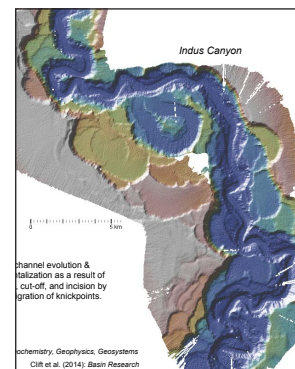 Indus Canyon
0 5 km
channel evolution &
ntalization as a result of
, cut-off, and incision by
igration of knickpoints.
ochemistry, Geophysics, Geosystems
Clift et al. (2014): Basin Research